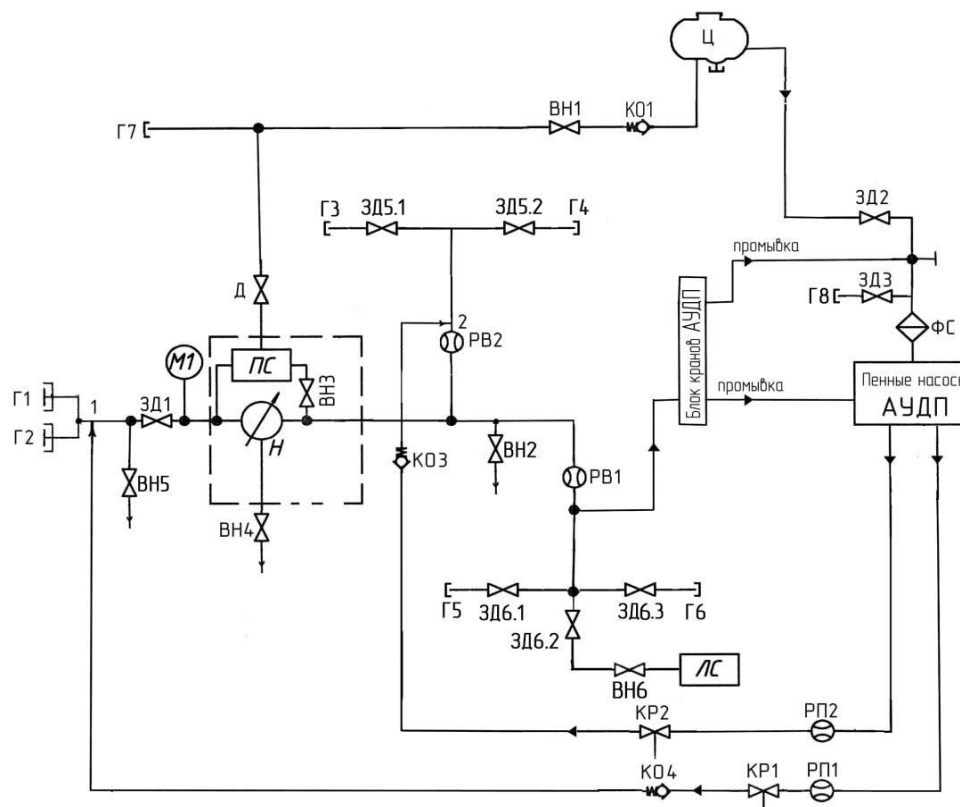 Ц
Г7
ВН1
КО1
Г3
ЗД5.1
ЗД5.2
Г4
ЗД2
промывка
Д
Г8
ЗД3
2
РВ2
ФС
М1
ПС
ВН3
Блок кранов АУДП
Г1
1
ЗД1
Г2
Н
промывка
Пенные насосы
АУДП
ВН5
КО3
ВН2
РВ1
ВН4
Г5
ЗД6.1
ЗД6.3
Г6
ЗД6.2
ВН6
ЛС
КР2
РП2
КО4
КР1
РП1